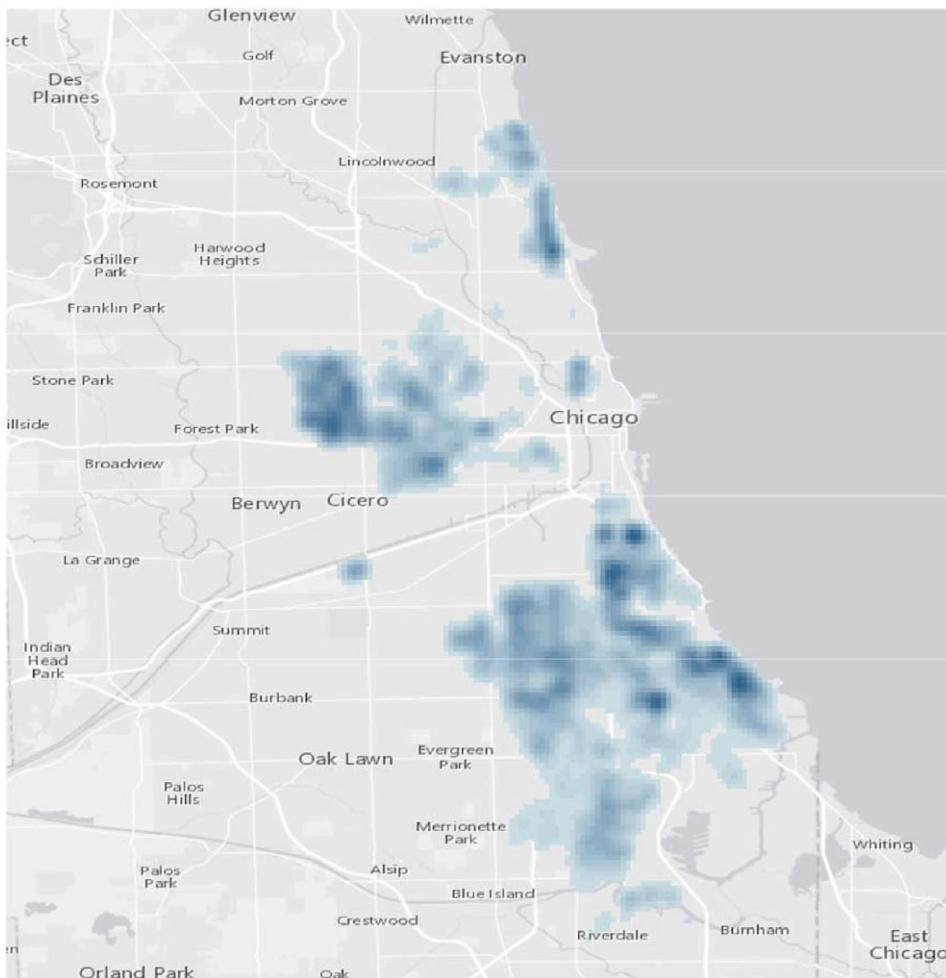 Glenview
Wilmette
ect
Golf
Evanston
Des
Plaines
Morton Grove
Lincolnwood
Rosemont
Harwood
Heights
Schiller
Park
Franklin Park
Stone Park
Chicago
illside
Forest Park
Broadview
Berwyn
Cicero
La Grange
Summit
Indian
Head
Park
Burbank
Oak Lawn
Evergreen
Park
Palos
Hills
Merrionette
Park
Whiting
Alsip
Palos
Park
Blue Island
Crestwood
Riverdale
Burnham
East
Chicago
en
Orland Park
Oak